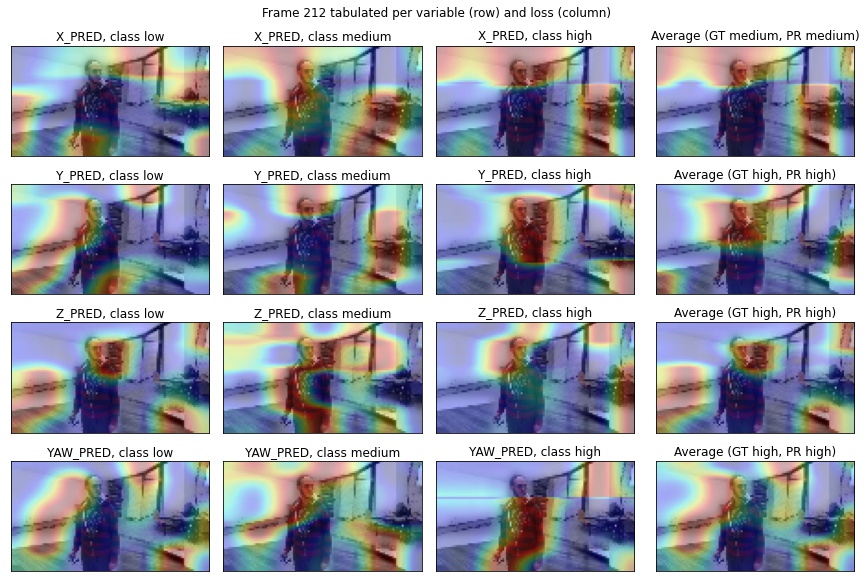 Frame 212 tabulated per variable (row) and loss (column)
X_PRED, class low
X_PRED, class medium
X_PRED, class high
Average (GT medium, PR medium)
Y_PRED, class low
Y_PRED, class medium
Y_PRED, class high
Average (GT high, PR high)
Z_PRED, class low
Z_PRED, class medium
Z_PRED, class high
Average (GT high, PR high)
YAW_PRED, class low
YAW_PRED, class medium
YAW_PRED, class high
Average (GT high, PR high)